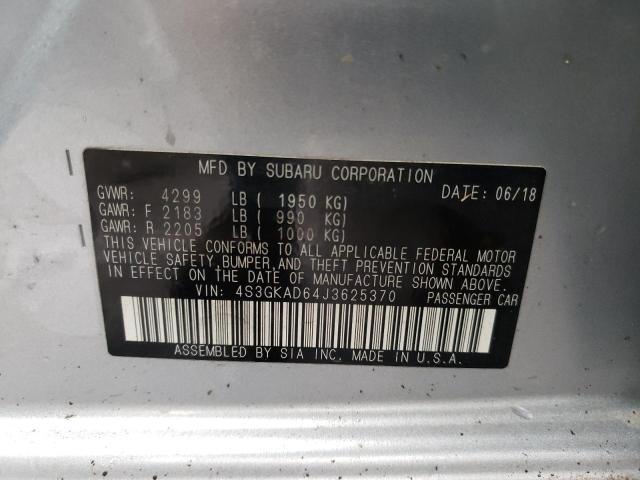 MFD BY SUBARU CORPORATION
GVWR: 4299 LB ( 1950 KG) DATE: 06/18
GAWR: F 2183 LB ( 990 KG)
GAWR: R 2205 LB ( 1000 KG)
THIS VEHICLE CONFORMS TO ALL APPLICABLE FEDERAL MOTOR
VEHICLE SAFETY, BUMPER, AND THEFT PREVENTION STANDARDS
IN EFFECT ON THE DATE OF MANUFACTURE SHOWN ABOVE.
VIN: 4S3GKAD64J3625370 PASSENGER CAR
ASSEMBLED BY SIA INC. MADE IN U.S.A.